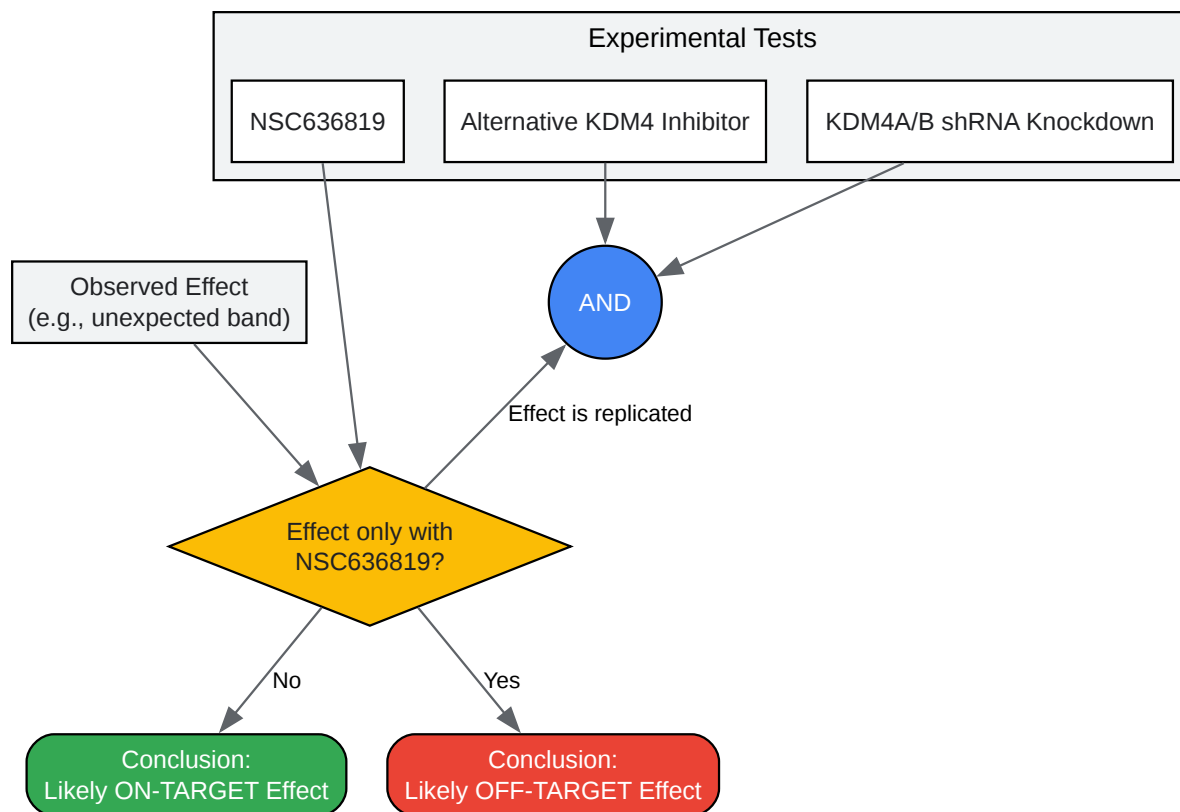 Experimental Tests
NSC636819
Alternative KDM4 Inhibitor
KDM4A/B shRNA Knockdown
Observed Effect
(e.g., unexpected band)
AND
Effect is replicated
Effect only with
NSC636819?
No
Yes
Conclusion:
Likely ON-TARGET Effect
Conclusion:
Likely OFF-TARGET Effect